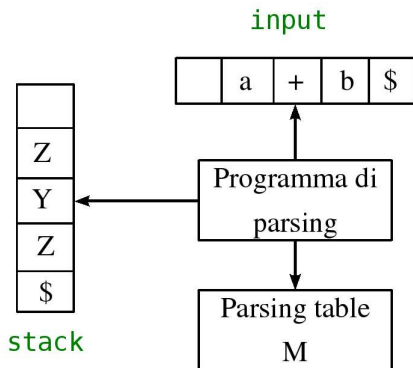 input
a + b $
Z
Y
Z
$
stack
Programma di
parsing
Parsing table
M